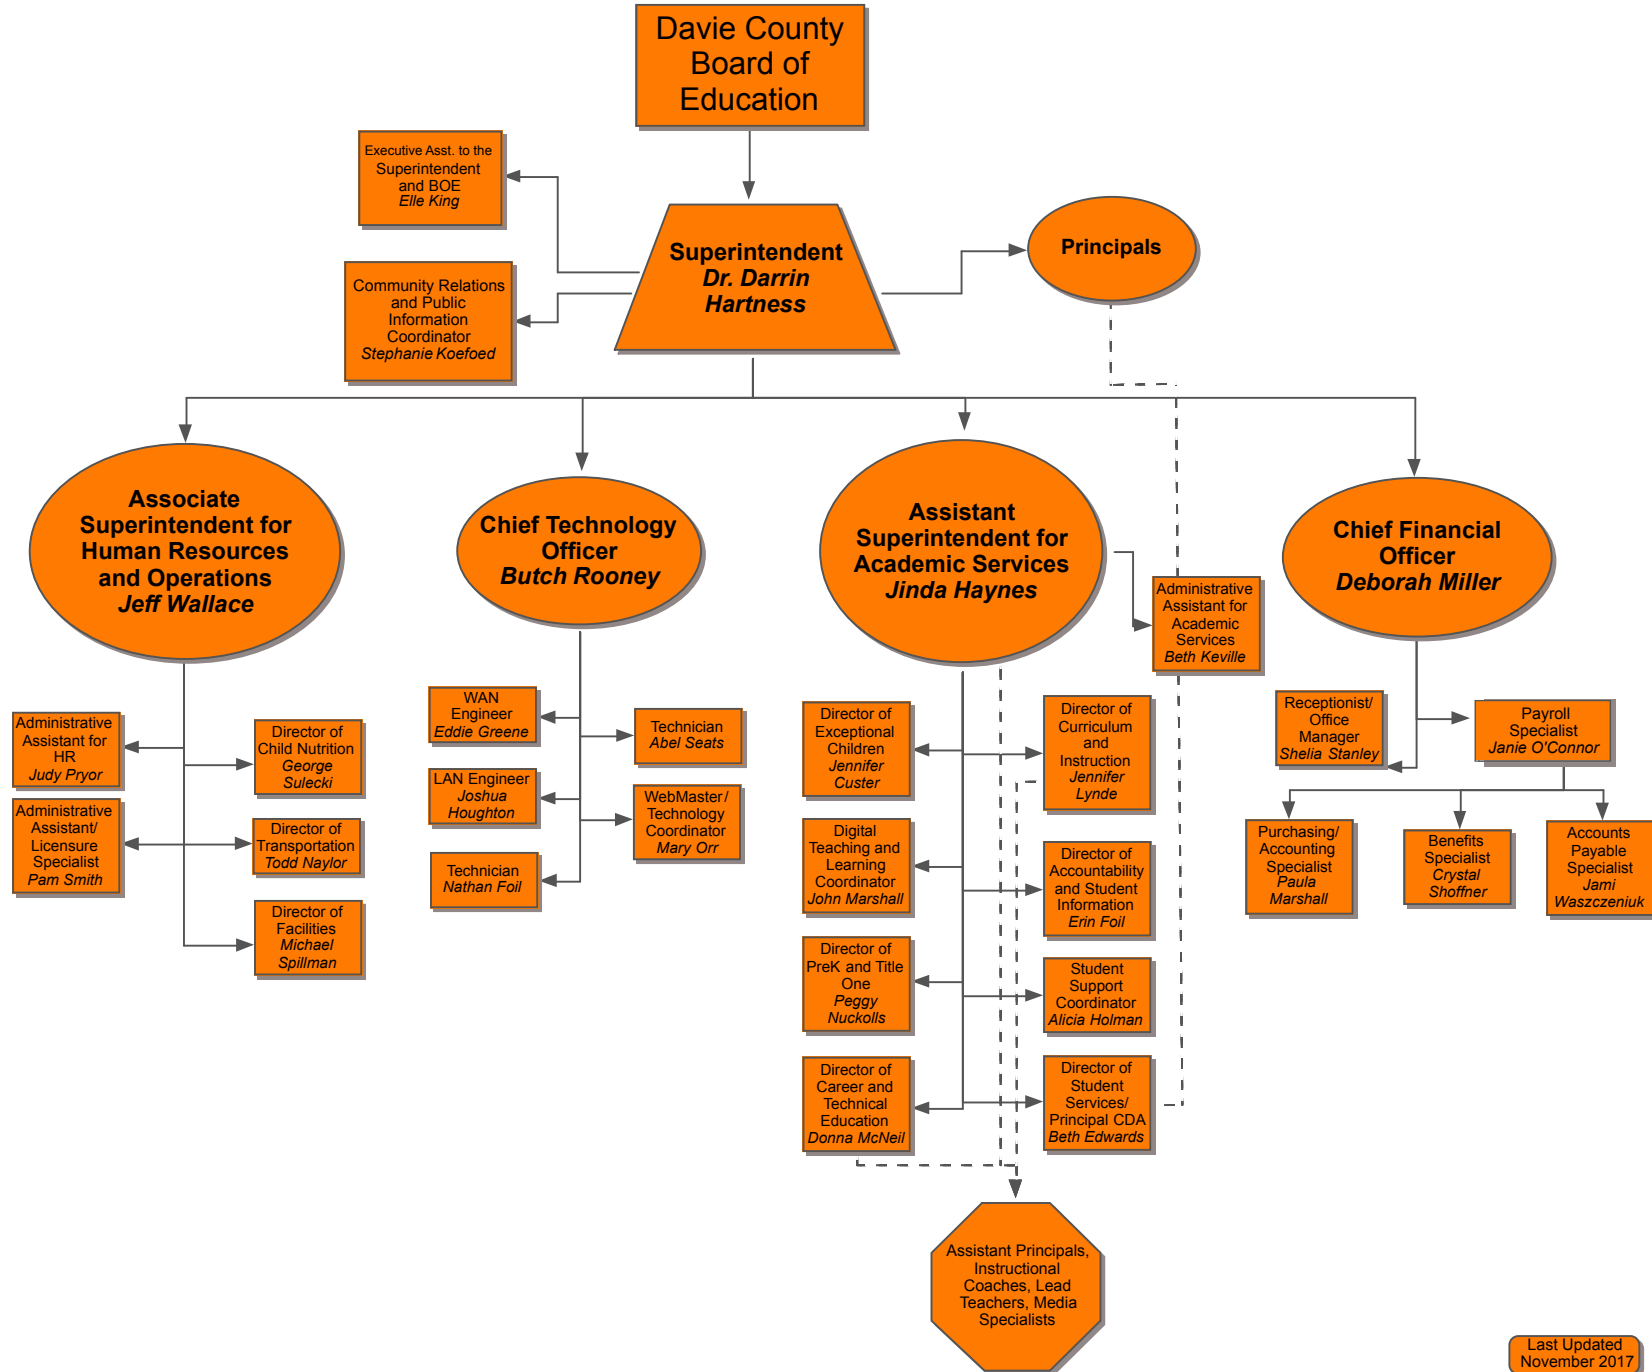 Davie County
Board of
Education
Executive Asst. to the
Superintendent
and BOE
Elle King
Superintendent
Dr. Darrin
Hartness
Principals
Community Relations
and Public
Information
Coordinator
Stephanie Koefoed
Associate
Superintendent for
Human Resources
and Operations
Jeff Wallace
Chief Technology
Officer
Butch Rooney
Assistant
Superintendent for
Academic Services
Jinda Haynes
Chief Financial
Officer
Deborah Miller
Administrative
Assistant for
Academic
Services
Beth Keville
Administrative
Assistant for
HR
Judy Pryor
Director of
Child Nutrition
George
Sulecki
Administrative
Assistant/
Licensure
Specialist
Pam Smith
Director of
Transportation
Todd Naylor
Director of
Facilities
Michael
Spillman
WAN
Engineer
Eddie Greene
Technician
Abel Seats
LAN Engineer
Joshua
Houghton
WebMaster/
Technology
Coordinator
Mary Orr
Technician
Nathan Foil
Director of
Exceptional
Children
Jennifer
Custer
Director of
Curriculum
and
Instruction
Jennifer
Lynde
Digital
Teaching and
Learning
Coordinator
John Marshall
Director of
Accountability
and Student
Information
Erin Foil
Director of
PreK and Title
One
Peggy
Nuckolls
Student
Support
Coordinator
Alicia Holman
Director of
Career and
Technical
Education
Donna McNeil
Director of
Student
Services/
Principal CDA
Beth Edwards
Receptionist/
Office
Manager
Shelia Stanley
Payroll
Specialist
Janie O'Connor
Purchasing/
Accounting
Specialist
Paula
Marshall
Benefits
Specialist
Crystal
Shoffner
Accounts
Payable
Specialist
Jami
Waszczeniuk
Assistant Principals,
Instructional
Coaches, Lead
Teachers, Media
Specialists
Last Updated
November 2017